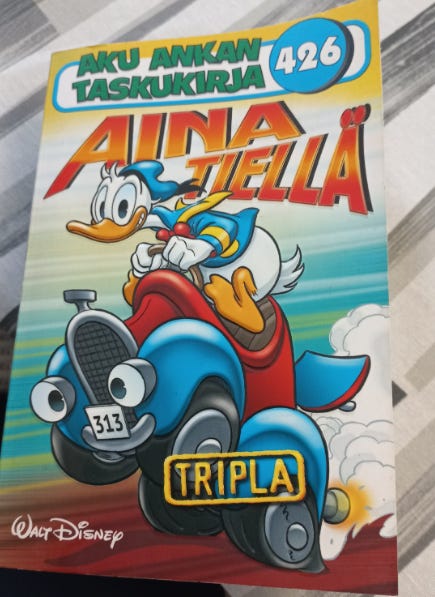 AKU ANKAN
TASKUKIRJA
426
AINA
TIELLÄ
313
TRIPLA
WALT DISNEY